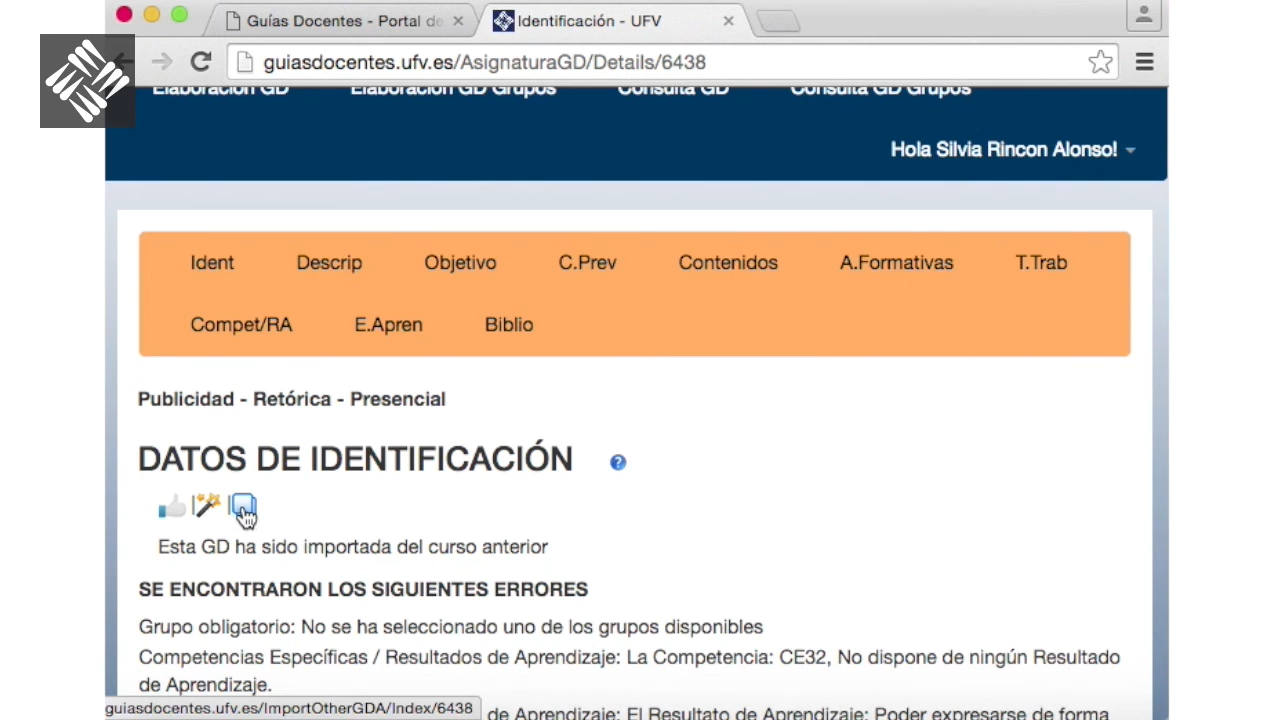 Guías Docentes - Portal de
Identificación - UFV
guiasdocentes.ufv.es/AsignaturaGD/Details/6438
Elaboración GD Elaboración GD Grupos Consulta GD Consulta GD Grupos
Hola Silvia Rincon Alonso!
Ident Descrip Objetivo C.Prev Contenidos A.Formativas T.Trab
Compet/RA E.Apren Biblio
Publicidad - Retórica - Presencial
DATOS DE IDENTIFICACIÓN ?
Esta GD ha sido importada del curso anterior
SE ENCONTRARON LOS SIGUIENTES ERRORES
Grupo obligatorio: No se ha seleccionado uno de los grupos disponibles
Competencias Específicas / Resultados de Aprendizaje: La Competencia: CE32, No dispone de ningún Resultado
de Aprendizaje.
guiasdocentes.ufv.es/ImportOtherGDA/Index/6438
de Aprendizaje: El Resultato de Aprendizaje: Poder expresarse de forma